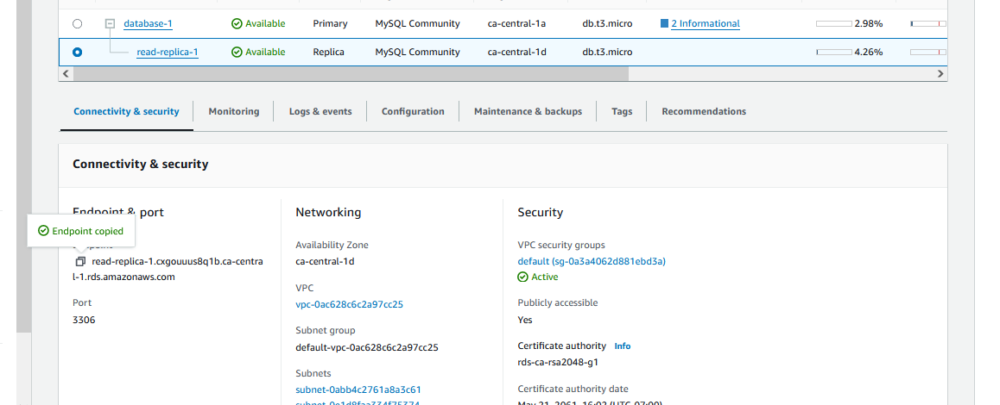 database-1 Available Primary MySQL Community ca-central-1a db.t3.micro 2 Informational 2.98%
read-replica-1 Available Replica MySQL Community ca-central-1d db.t3.micro 4.26%
Connectivity & security Monitoring Logs & events Configuration Maintenance & backups Tags Recommendations
Connectivity & security
Endpoint & port
Endpoint copied
read-replica-1.cxgouuus8q1b.ca-centra
l-1.rds.amazonaws.com
Port
3306
Networking
Availability Zone
ca-central-1d
VPC
vpc-0ac628c6c2a97cc25
Subnet group
default-vpc-0ac628c6c2a97cc25
Subnets
subnet-0abb4c2761a8a3c61
Security
VPC security groups
default (sg-0a3a4062d881ebd3a)
Active
Publicly accessible
Yes
Certificate authority Info
rds-ca-rsa2048-g1
Certificate authority date
May 21, 2061, 16:02 (UTC-07:00)